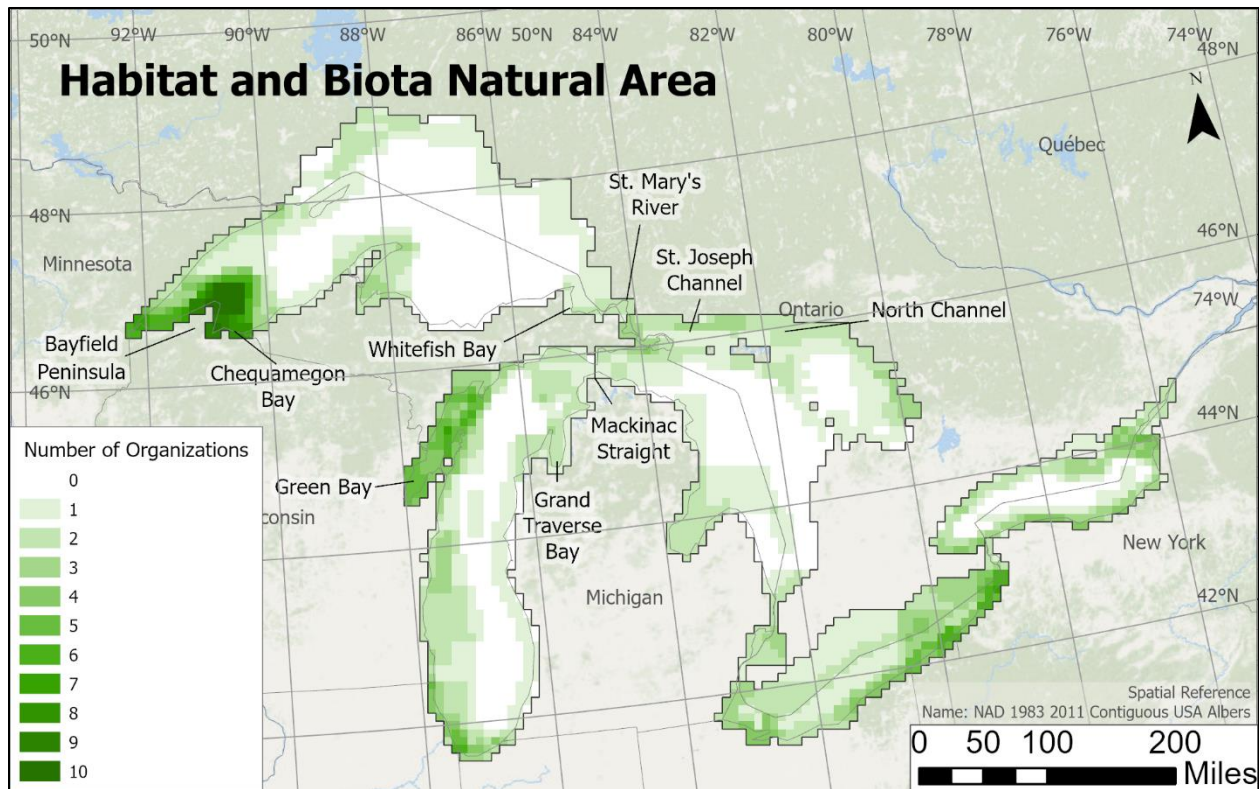 92°W 90°W 88°W 86°W 50°N 84°W 82°W 80°W 78°W 76°W 74°W
50°N
48°N
Habitat and Biota Natural Area
N
Québec
St. Mary's
River
46°N
48°N
Minnesota
St. Joseph
Channel
74°W
Ontario
North Channel
Bayfield
Peninsula
Whitefish Bay
Chequamegon
Bay
46°N
44°N
Mackinac
Straight
Number of Organizations
0
1
2
3
4
5
6
7
8
9
10
Green Bay
consin
Grand
Traverse
Bay
New York
Michigan
42°N
Spatial Reference
Name: NAD 1983 2011 Contiguous USA Albers
0 50 100 200
Miles